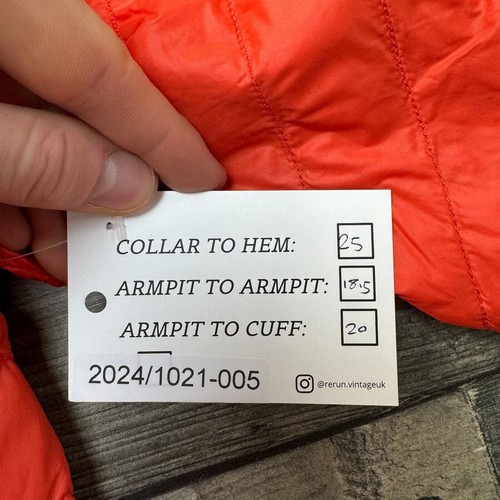 COLLAR TO HEM: 25
ARMPIT TO ARMPIT: 18.5
ARMPIT TO CUFF: 20
2024/1021-005
@rerun.vintageuk